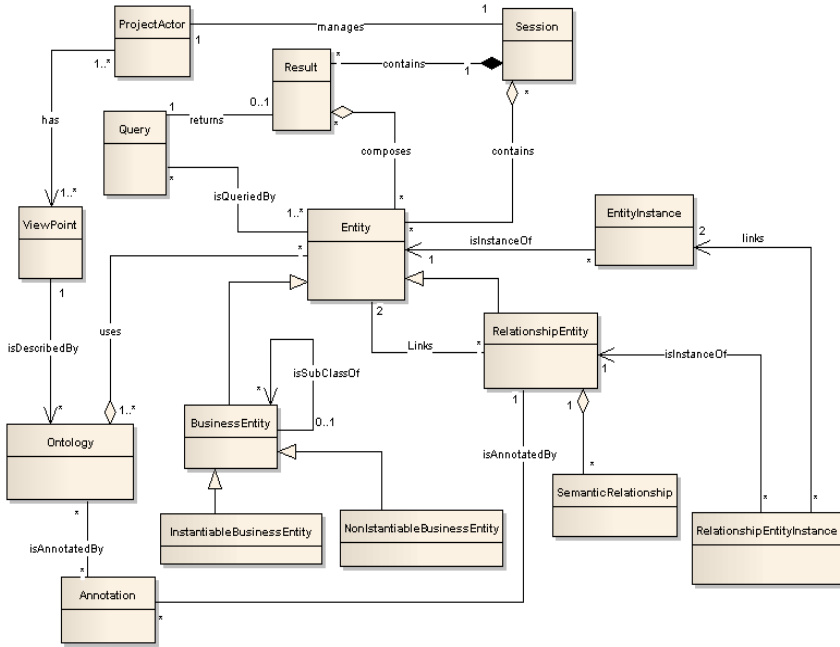 ProjectActor
1
manages
1
Session
1..*
1
Result
*
contains
1
*
has
Query
1
returns
0..1
*
composes
contains
*
isQueriedBy
1..*
ViewPoint
1..*
1
Entity
*
*
*
1
isInstanceOf
*
EntityInstance
2
links
2
isDescribedBy
uses
Links
*
RelationshipEntity
1
isInstanceOf
isSubClassOf
*
0..1
BusinessEntity
1
1
*
1..*
Ontology
isAnnotatedBy
*
SemanticRelationship
*
*
InstantiableBusinessEntity
NonIstantiableBusinessEntity
RelationshipEntityInstance
*
isAnnotatedBy
*
Annotation
*